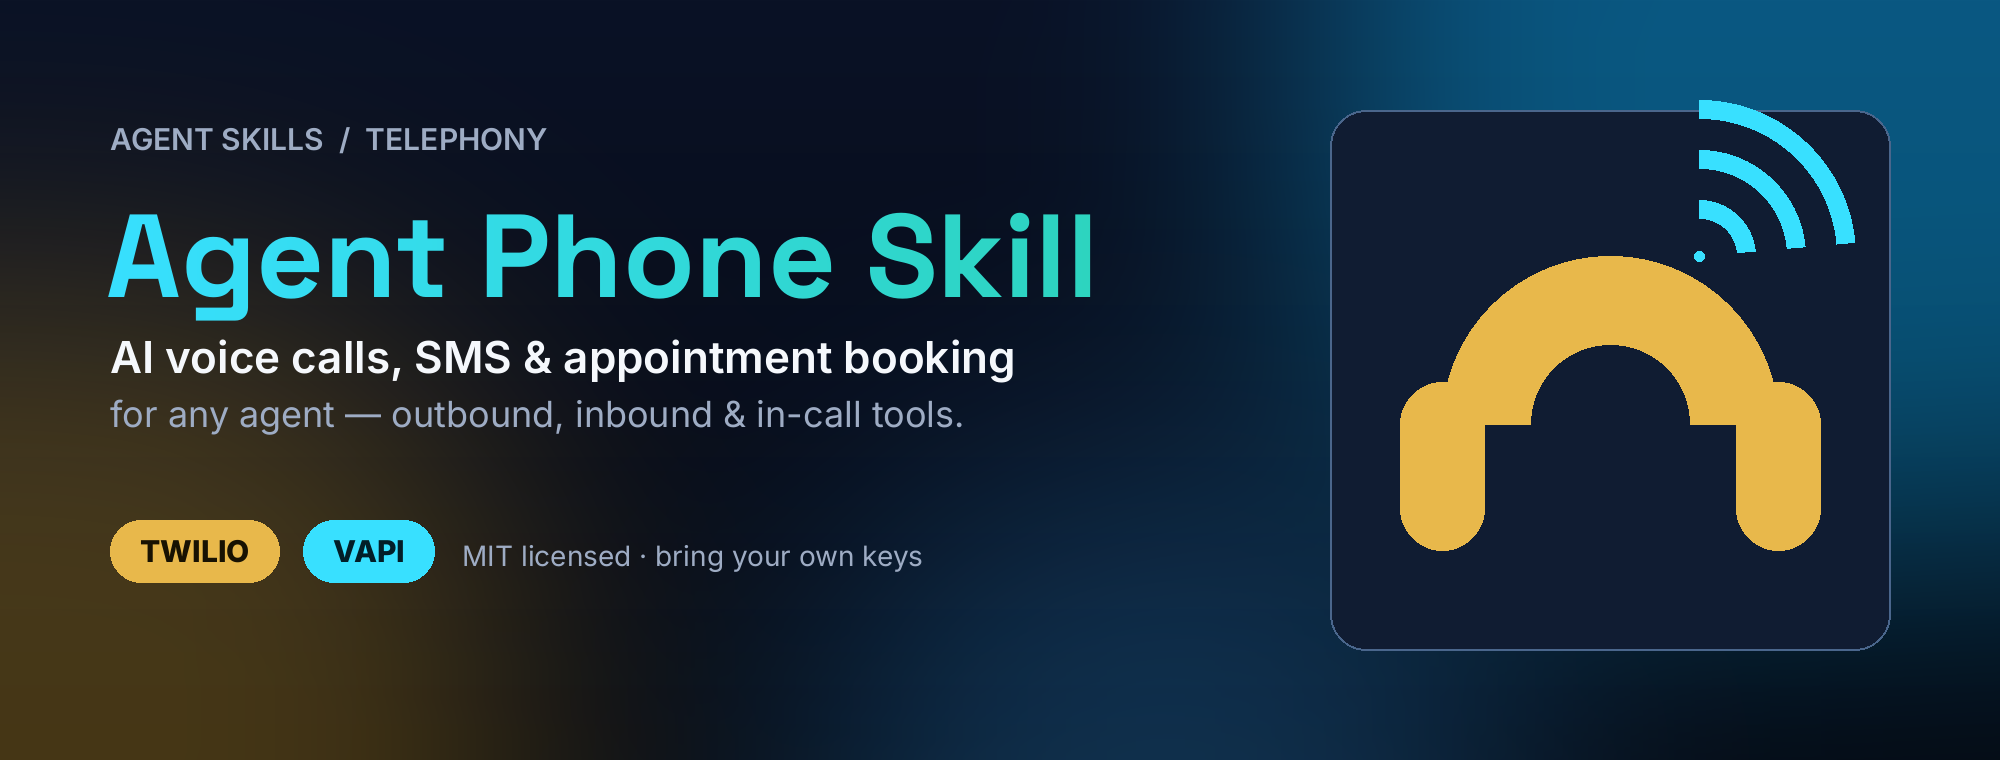 AGENT SKILLS / TELEPHONY
Agent Phone Skill
AI voice calls, SMS & appointment booking
for any agent — outbound, inbound & in-call tools.
TWILIO VAPI MIT licensed · bring your own keys